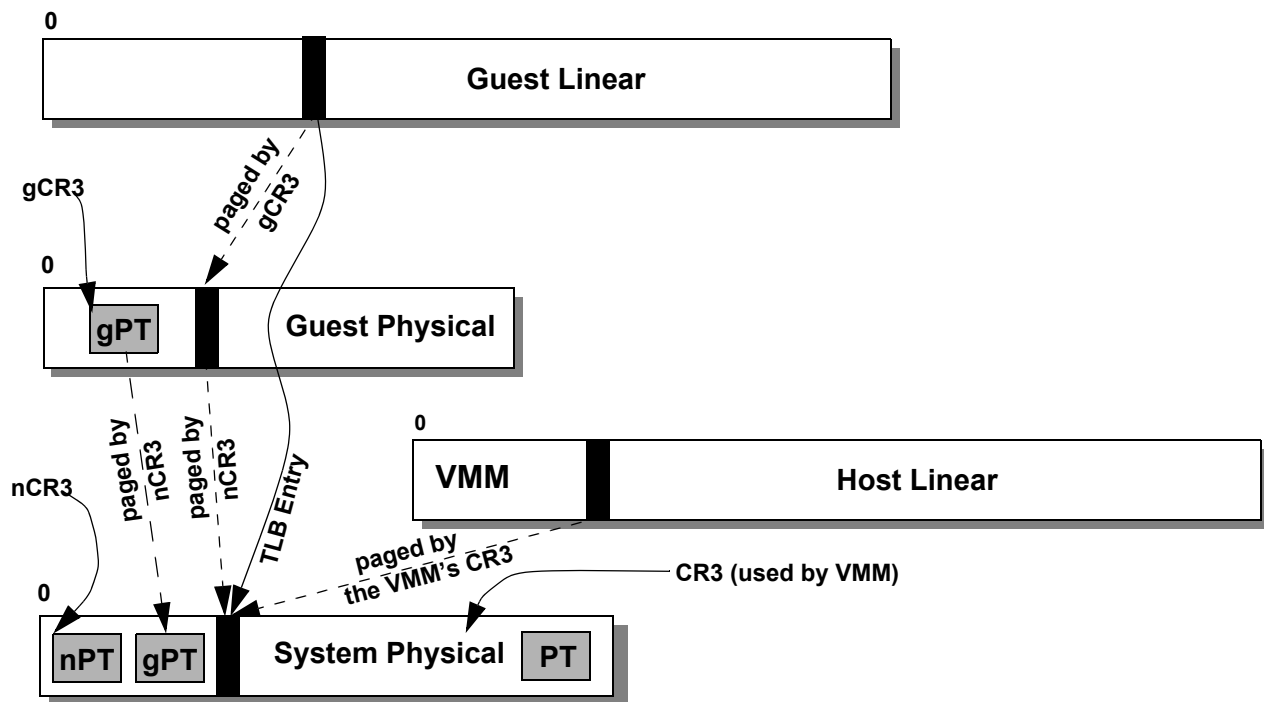 0
Guest Linear
paged by
gCR3
gCR3
0
gPT
Guest Physical
0
paged by
nCR3
paged by
nCR3
TLB Entry
VMM
Host Linear
nCR3
paged by
the VMM's CR3
CR3 (used by VMM)
0
nPT
gPT
System Physical
PT